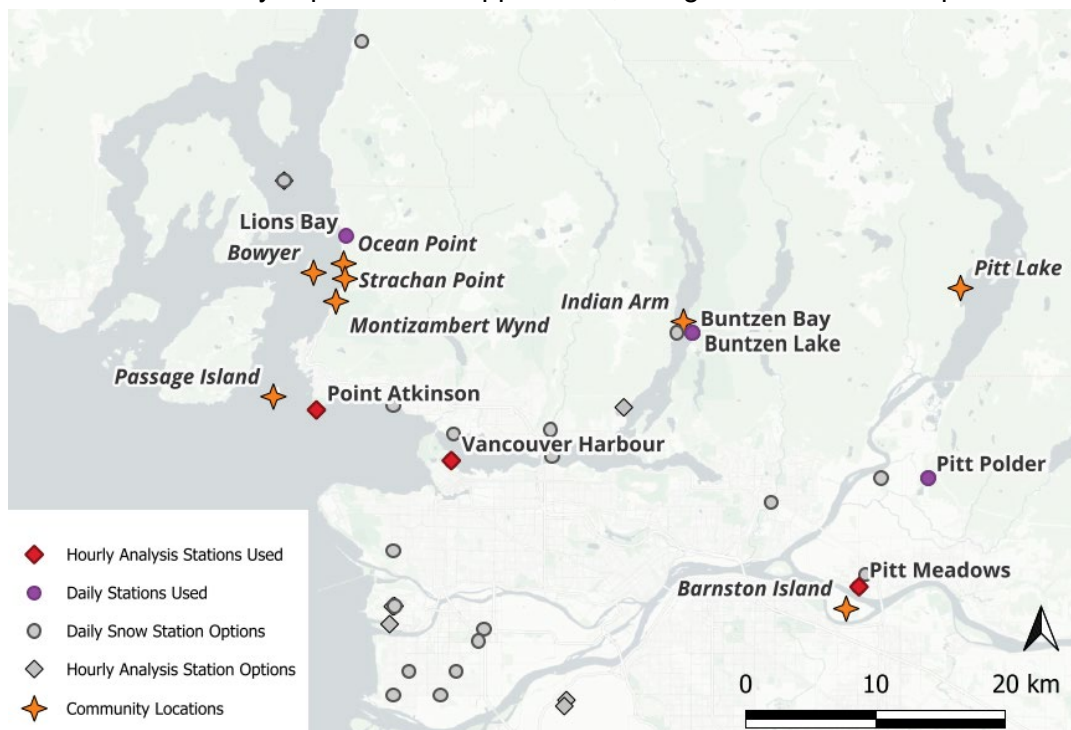 Lions Bay
Ocean Point
Bowyer
Strachan Point
Pitt Lake
Indian Arm
Buntzen Bay
Montizambert Wynd
Buntzen Lake
Passage Island
Point Atkinson
Vancouver Harbour
Pitt Polder
Pitt Meadows
Barnston Island
Hourly Analysis Stations Used
Daily Stations Used
Daily Snow Station Options
Hourly Analysis Station Options
Community Locations
0 10 20 km